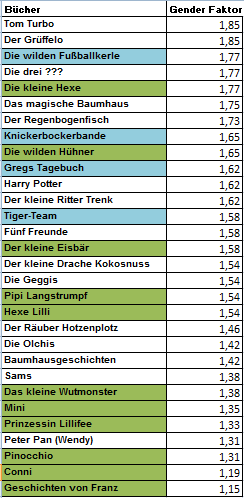 Bücher Gender Faktor
Tom Turbo 1,85
Der Grüffelo 1,85
Die wilden Fußballkerle 1,77
Die drei ??? 1,77
Die kleine Hexe 1,77
Das magische Baumhaus 1,75
Der Regenbogenfisch 1,73
Knickerbockerbande 1,65
Die wilden Hühner 1,65
Gregs Tagebuch 1,62
Harry Potter 1,62
Der kleine Ritter Trenk 1,62
Tiger-Team 1,58
Fünf Freunde 1,58
Der kleine Eisbär 1,58
Der kleine Drache Kokosnuss 1,54
Die Geggis 1,54
Pipi Langstrumpf 1,54
Hexe Lilli 1,54
Der Räuber Hotzenplotz 1,46
Die Olchis 1,42
Baumhausgeschichten 1,42
Sams 1,38
Das kleine Wutmonster 1,38
Mini 1,35
Prinzessin Lillifee 1,33
Peter Pan (Wendy) 1,31
Pinocchio 1,31
Conni 1,19
Geschichten von Franz 1,15